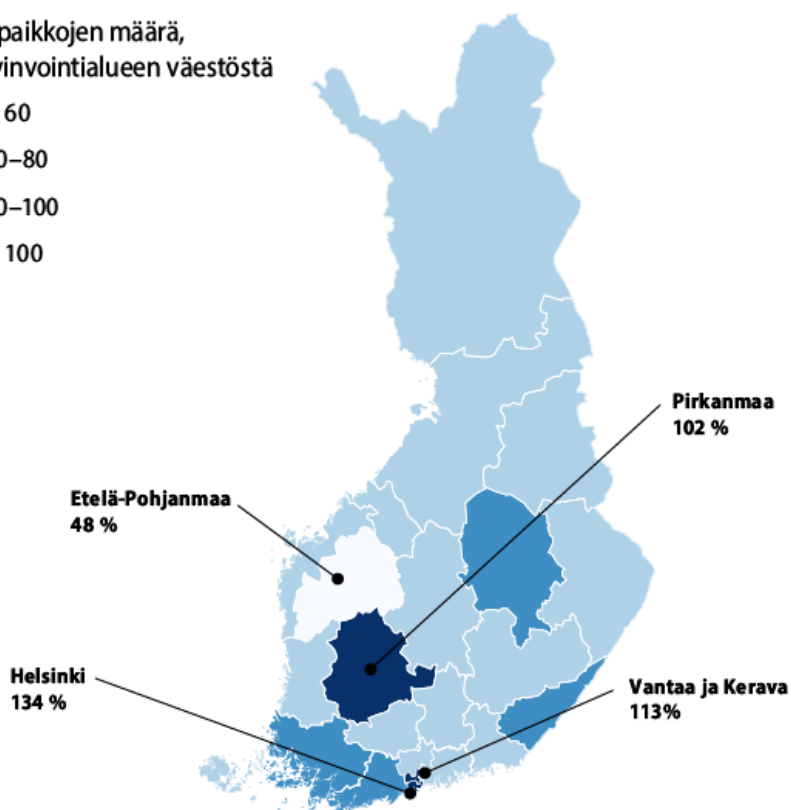 paikkojen määrä,
vinvointialueen väestöstä
60
0–80
0–100
100
Pirkanmaa
102 %
Etelä-Pohjanmaa
48 %
Helsinki
134 %
Vantaa ja Kerava
113%